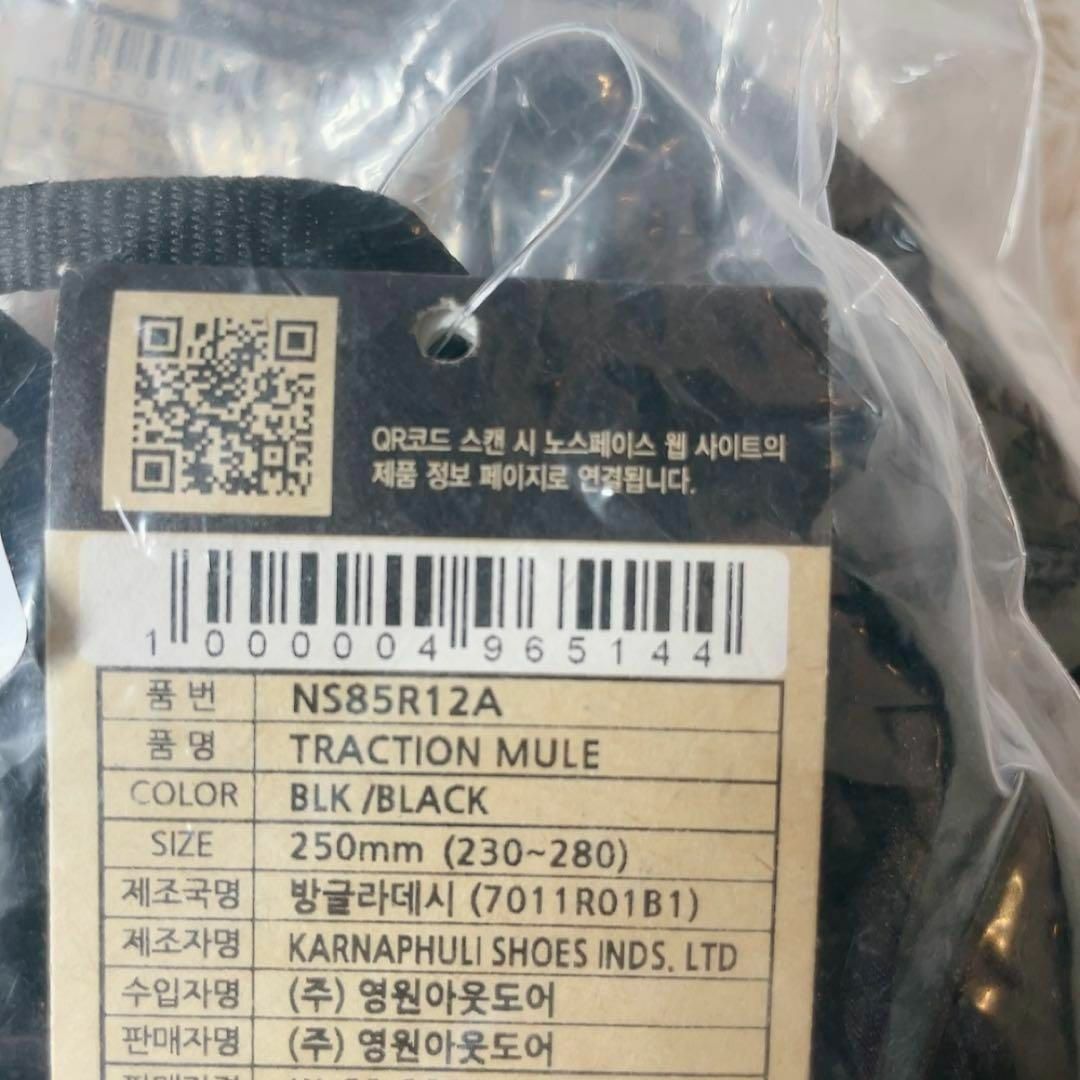 QR코드 스캔 시 노스페이스 웹 사이트의
제품 정보 페이지로 연결됩니다.
1 000004 965144
품 번 NS85R12A
품 명 TRACTION MULE
COLOR BLK /BLACK
SIZE 250mm (230~280)
제조국명 방글라데시 (7011R01B1)
제조자명 KARNAPHULI SHOES INDS. LTD
수입자명 (주) 영원아웃도어
판매자명 (주) 영원아웃도어